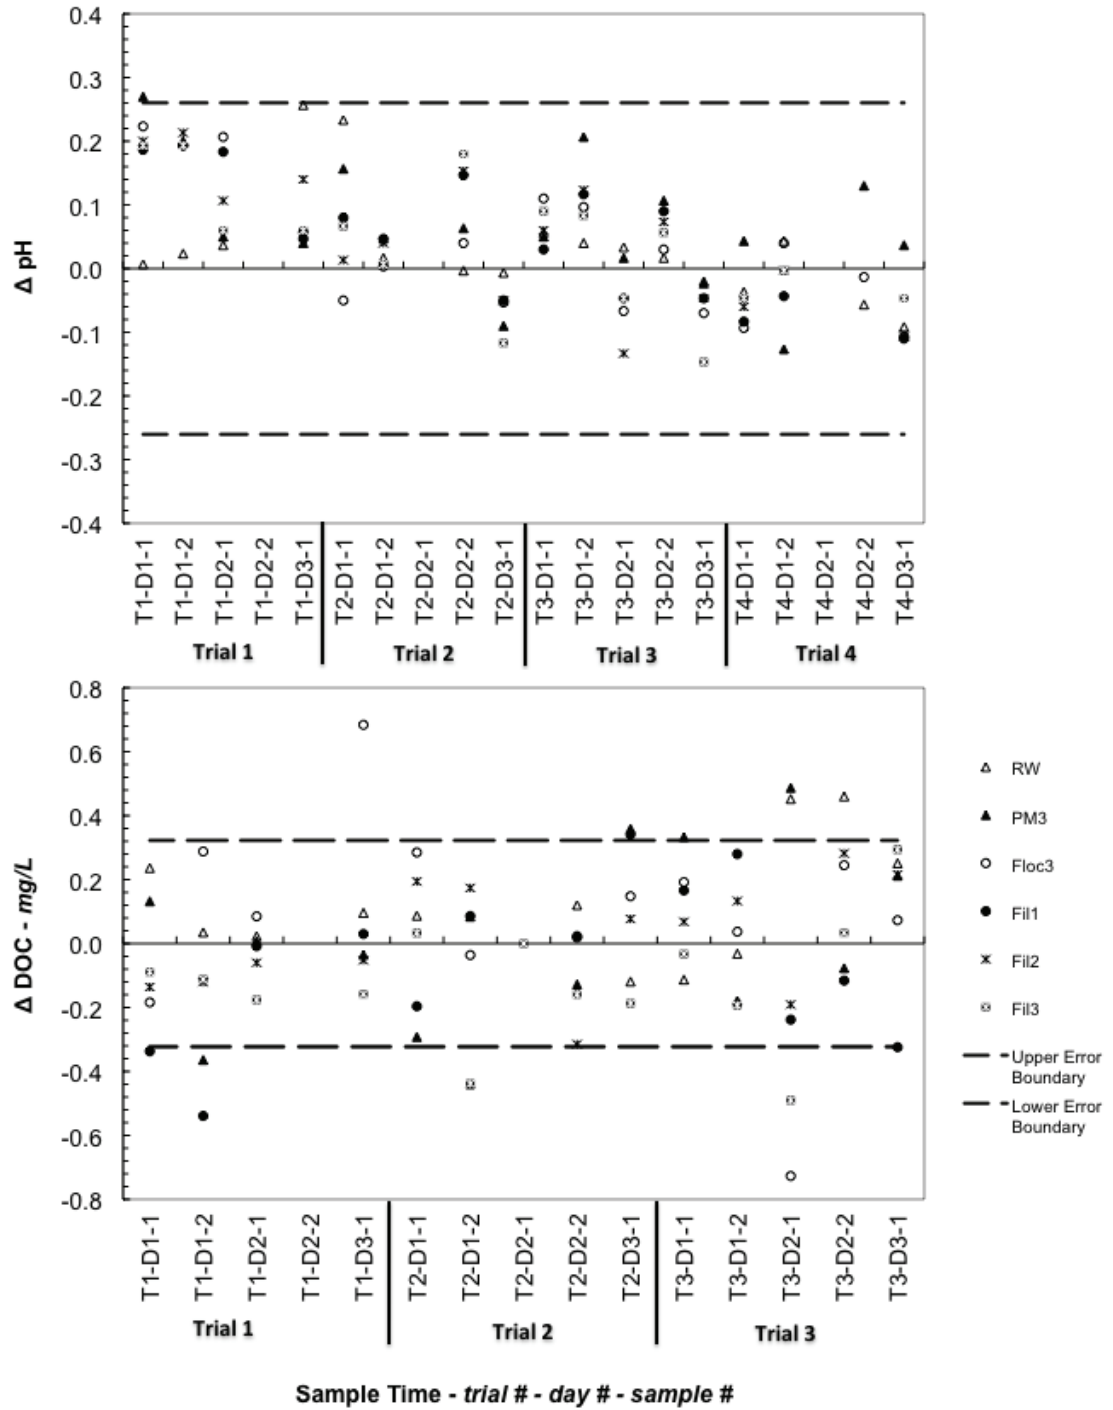 0.4
0.3
0.2
0.1
0.0
-0.1
-0.2
-0.3
-0.4
Δ pH
T1-D1-1
T1-D1-2
T1-D2-1
T1-D2-2
T1-D3-1
T2-D1-1
T2-D1-2
T2-D2-1
T2-D2-2
T2-D3-1
T3-D1-1
T3-D1-2
T3-D2-1
T3-D2-2
T3-D3-1
T4-D1-1
T4-D1-2
T4-D2-1
T4-D2-2
T4-D3-1
Trial 1
Trial 2
Trial 3
Trial 4
0.8
0.6
0.4
0.2
0.0
-0.2
-0.4
-0.6
-0.8
Δ DOC - mg/L
T1-D1-1
T1-D1-2
T1-D2-1
T1-D2-2
T1-D3-1
T2-D1-1
T2-D1-2
T2-D2-1
T2-D2-2
T2-D3-1
T3-D1-1
T3-D1-2
T3-D2-1
T3-D2-2
T3-D3-1
Trial 1
Trial 2
Trial 3
RW
PM3
Floc3
Fil1
Fil2
Fil3
Upper Error
Boundary
Lower Error
Boundary
Sample Time - trial # - day # - sample #